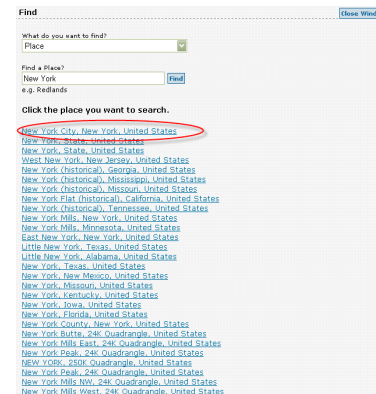 Find
Close Wind
What do you want to find?
Place
Find a Place?
New York
Find
e.g. Redlands
Click the place you want to search.
New York City, New York, United States
New York, State, United States
New York, State, United States
West New York, New Jersey, United States
New York (historical), Georgia, United States
New York (historical), Mississippi, United States
New York (historical), Missouri, United States
New York Flat (historical), California, United States
New York (historical), Tennessee, United States
New York Mills, New York, United States
New York Mills, Minnesota, United States
East New York, New York, United States
Little New York, Texas, United States
Little New York, Alabama, United States
New York, Texas, United States
New York, New Mexico, United States
New York, Missouri, United States
New York, Kentucky, United States
New York, Iowa, United States
New York, Florida, United States
New York County, New York, United States
New York Butte, 24K Quadrangle, United States
New York Mills East, 24K Quadrangle, United States
New York Peak, 24K Quadrangle, United States
NEW YORK, 250K Quadrangle, United States
New York Peak, 24K Quadrangle, United States
New York Mills NW, 24K Quadrangle, United States
New York Mills West, 24K Quadrangle, United States